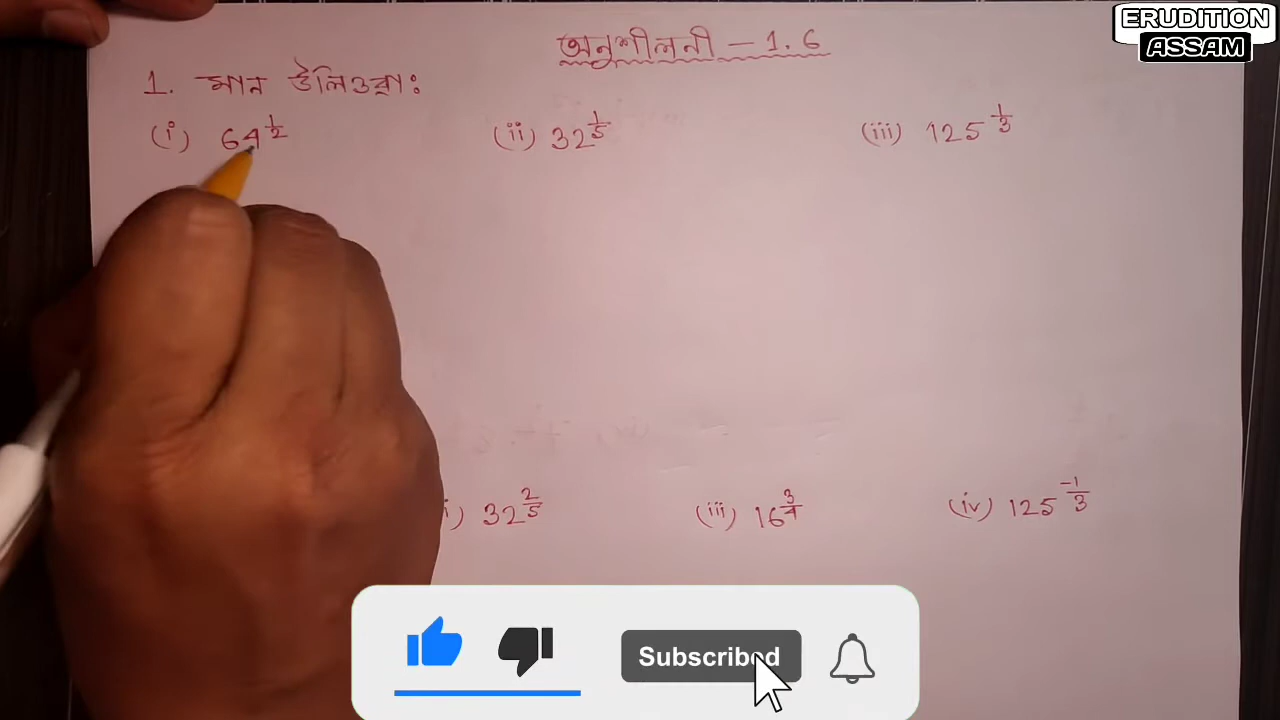 ERUDITION
ASSAM
অনুশীলনী – 1.6
1. মান উলিওৱা:
(i) 64^{1/2} (ii) 32^{1/5} (iii) 125^{1/3}
32^{2/5} (iii) 16^{3/4} (iv) 125^{-1/3}
Subscribed